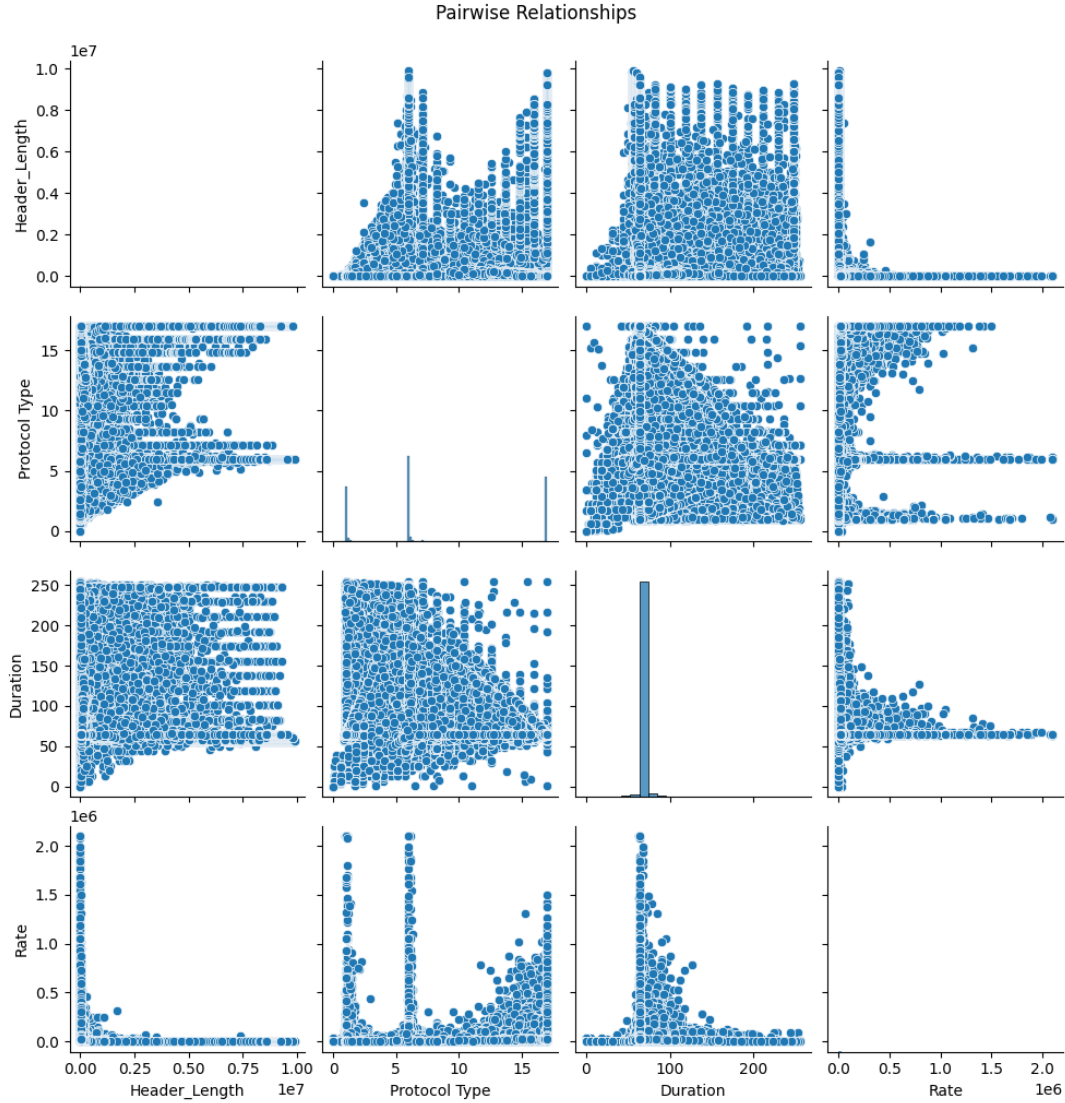 Pairwise Relationships
1e7
1.0
0.8
0.6
0.4
0.2
0.0
Header_Length
15
10
5
0
Protocol Type
250
200
150
100
50
0
Duration
1e6
2.0
1.5
1.0
0.5
0.0
Rate
0.00 0.25 0.50 0.75 1.00
1e7
Header_Length
0 5 10 15
Protocol Type
0 100 200
Duration
0.0 0.5 1.0 1.5 2.0
1e6
Rate